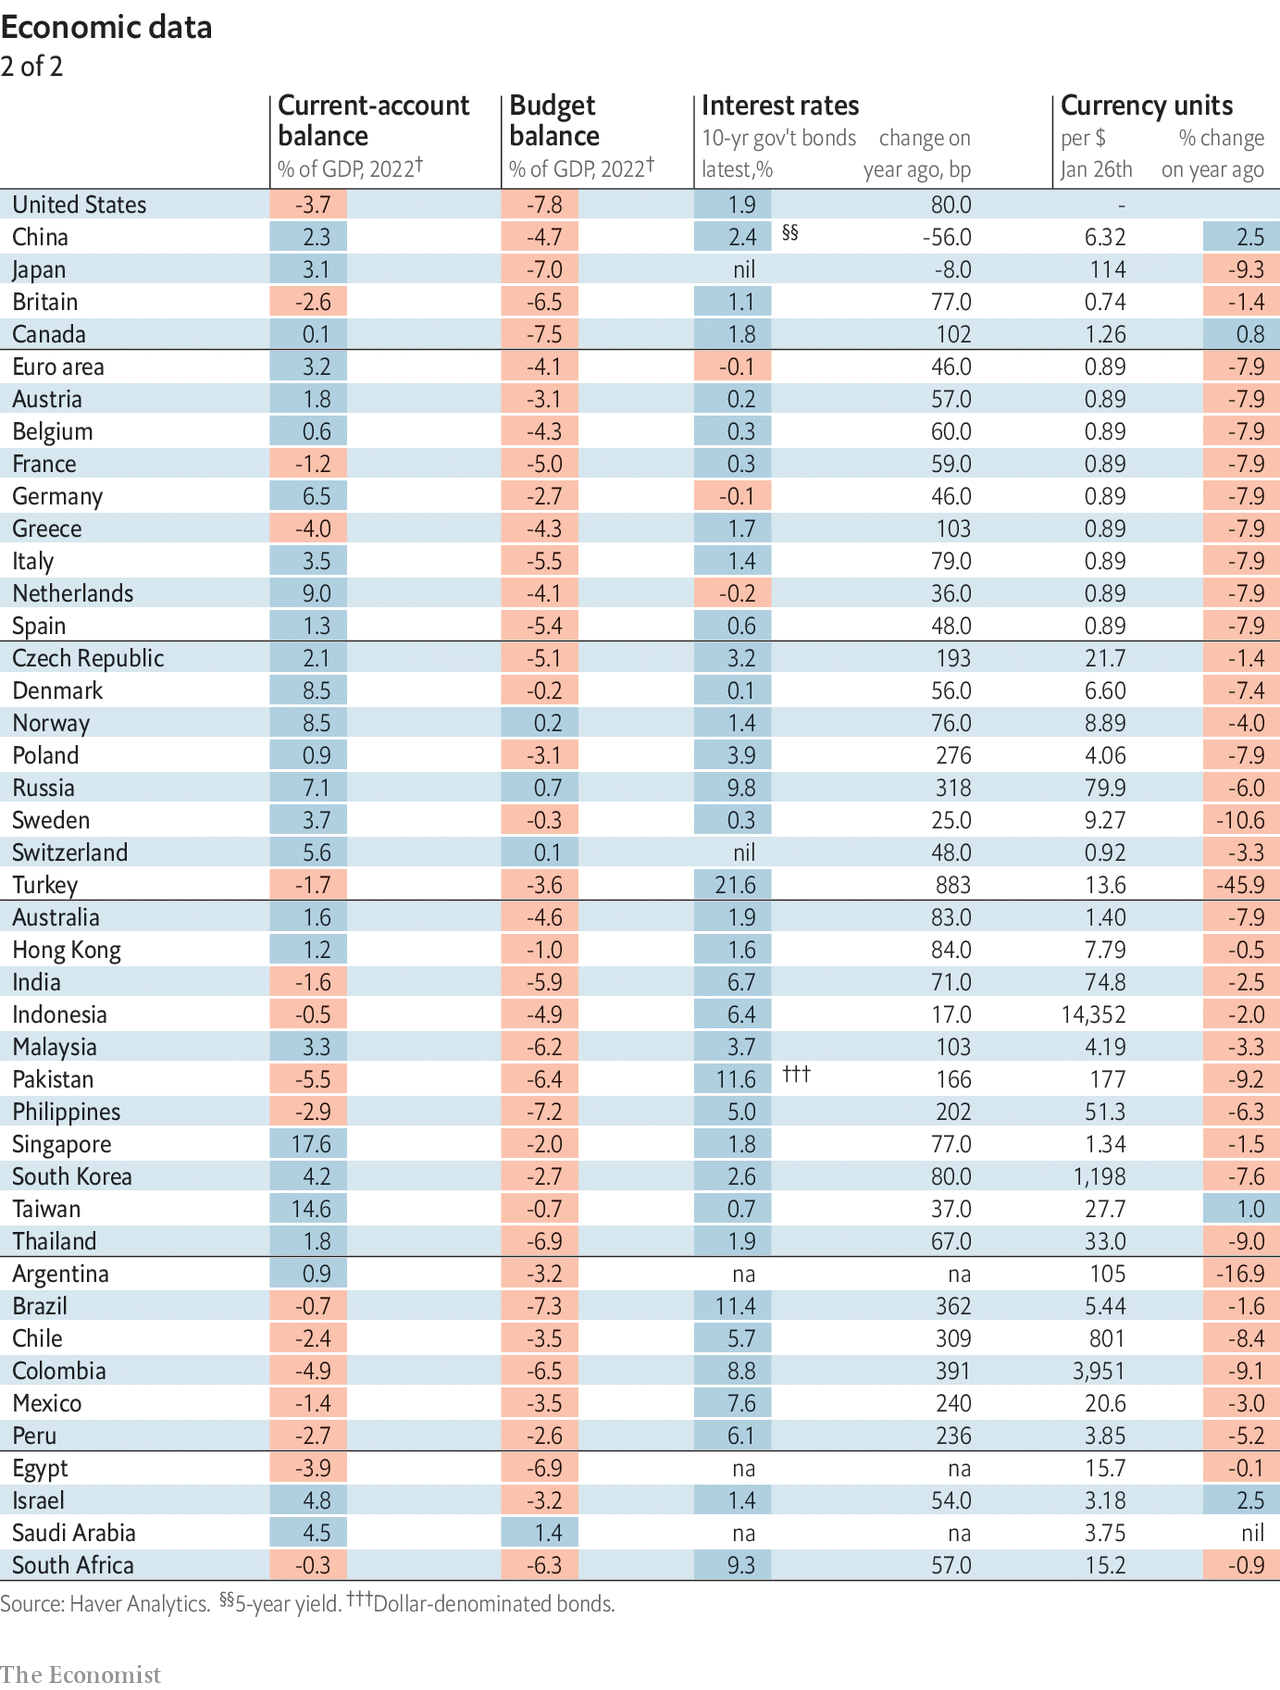 Economic data
2 of 2
Current-account balance % of GDP, 2022† Budget balance % of GDP, 2022† Interest rates 10-yr gov't bonds latest,% change on year ago, bp Currency units per $ Jan 26th % change on year ago
United States -3.7 -7.8 1.9 80.0 -
China 2.3 -4.7 2.4 §§ -56.0 6.32 2.5
Japan 3.1 -7.0 nil -8.0 114 -9.3
Britain -2.6 -6.5 1.1 77.0 0.74 -1.4
Canada 0.1 -7.5 1.8 102 1.26 0.8
Euro area 3.2 -4.1 -0.1 46.0 0.89 -7.9
Austria 1.8 -3.1 0.2 57.0 0.89 -7.9
Belgium 0.6 -4.3 0.3 60.0 0.89 -7.9
France -1.2 -5.0 0.3 59.0 0.89 -7.9
Germany 6.5 -2.7 -0.1 46.0 0.89 -7.9
Greece -4.0 -4.3 1.7 103 0.89 -7.9
Italy 3.5 -5.5 1.4 79.0 0.89 -7.9
Netherlands 9.0 -4.1 -0.2 36.0 0.89 -7.9
Spain 1.3 -5.4 0.6 48.0 0.89 -7.9
Czech Republic 2.1 -5.1 3.2 193 21.7 -1.4
Denmark 8.5 -0.2 0.1 56.0 6.60 -7.4
Norway 8.5 0.2 1.4 76.0 8.89 -4.0
Poland 0.9 -3.1 3.9 276 4.06 -7.9
Russia 7.1 0.7 9.8 318 79.9 -6.0
Sweden 3.7 -0.3 0.3 25.0 9.27 -10.6
Switzerland 5.6 0.1 nil 48.0 0.92 -3.3
Turkey -1.7 -3.6 21.6 883 13.6 -45.9
Australia 1.6 -4.6 1.9 83.0 1.40 -7.9
Hong Kong 1.2 -1.0 1.6 84.0 7.79 -0.5
India -1.6 -5.9 6.7 71.0 74.8 -2.5
Indonesia -0.5 -4.9 6.4 17.0 14,352 -2.0
Malaysia 3.3 -6.2 3.7 103 4.19 -3.3
Pakistan -5.5 -6.4 11.6 ††† 166 177 -9.2
Philippines -2.9 -7.2 5.0 202 51.3 -6.3
Singapore 17.6 -2.0 1.8 77.0 1.34 -1.5
South Korea 4.2 -2.7 2.6 80.0 1,198 -7.6
Taiwan 14.6 -0.7 0.7 37.0 27.7 1.0
Thailand 1.8 -6.9 1.9 67.0 33.0 -9.0
Argentina 0.9 -3.2 na na 105 -16.9
Brazil -0.7 -7.3 11.4 362 5.44 -1.6
Chile -2.4 -3.5 5.7 309 801 -8.4
Colombia -4.9 -6.5 8.8 391 3,951 -9.1
Mexico -1.4 -3.5 7.6 240 20.6 -3.0
Peru -2.7 -2.6 6.1 236 3.85 -5.2
Egypt -3.9 -6.9 na na 15.7 -0.1
Israel 4.8 -3.2 1.4 54.0 3.18 2.5
Saudi Arabia 4.5 1.4 na na 3.75 nil
South Africa -0.3 -6.3 9.3 57.0 15.2 -0.9
Source: Haver Analytics. §§5-year yield. †††Dollar-denominated bonds.
The Economist